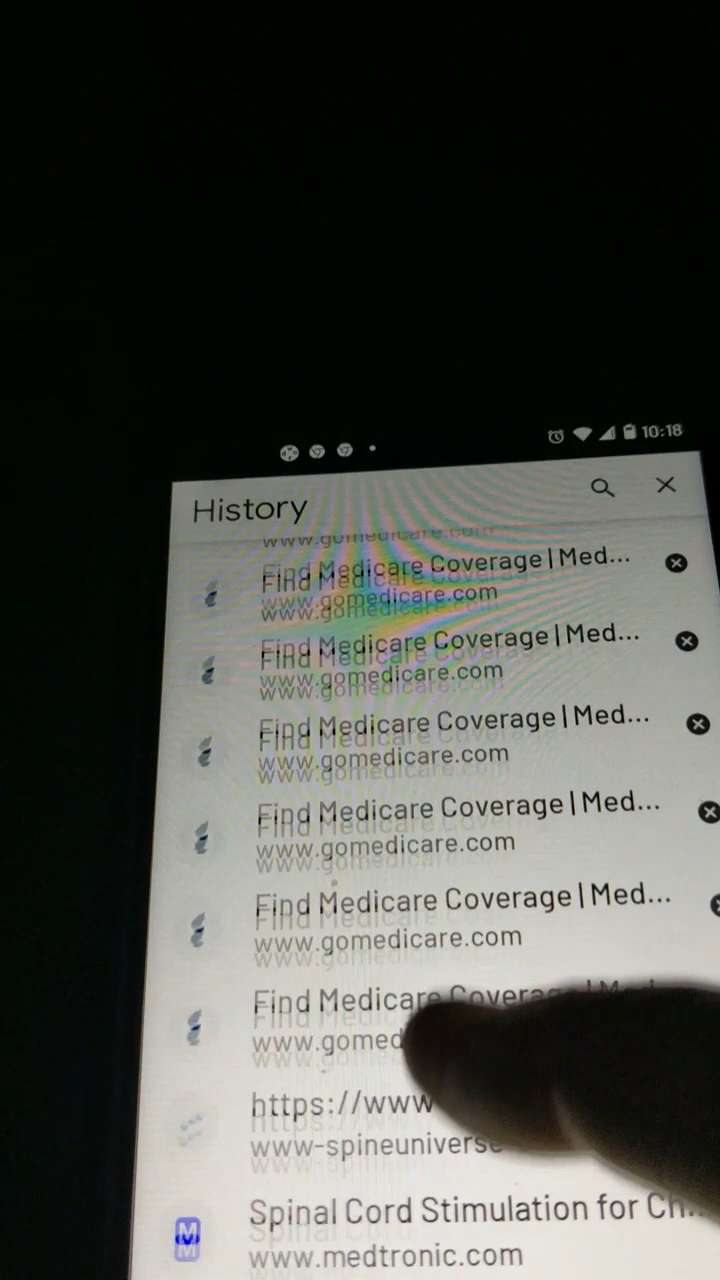 10:18
History
www.gomedicare.com
Find Medicare Coverage | Med...
www.gomedicare.com
Find Medicare Coverage | Med...
www.gomedicare.com
Find Medicare Coverage | Med...
www.gomedicare.com
Find Medicare Coverage | Med...
www.gomedicare.com
Find Medicare Coverage | Med...
www.gomedicare.com
Find Medicare Coverage | Med
www.gomed
https://www
www-spineuniverse
Spinal Cord Stimulation for Ch...
M
M
www.medtronic.com